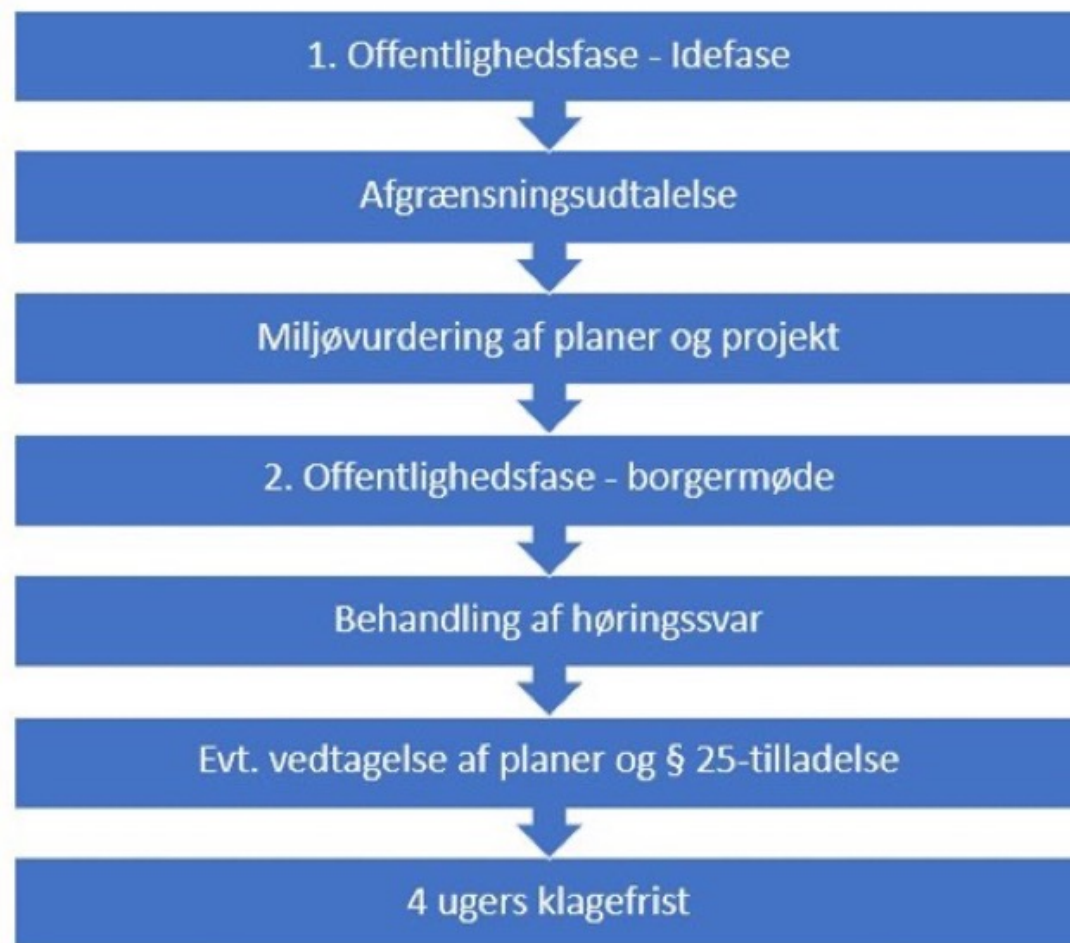 1. Offentlighedsfase - Idefase
Afgrænsningsudtalelse
Miljøvurdering af planer og projekt
2. Offentlighedsfase - borgermøde
Behandling af høringssvar
Evt. vedtagelse af planer og § 25-tilladelse
4 ugers klagefrist